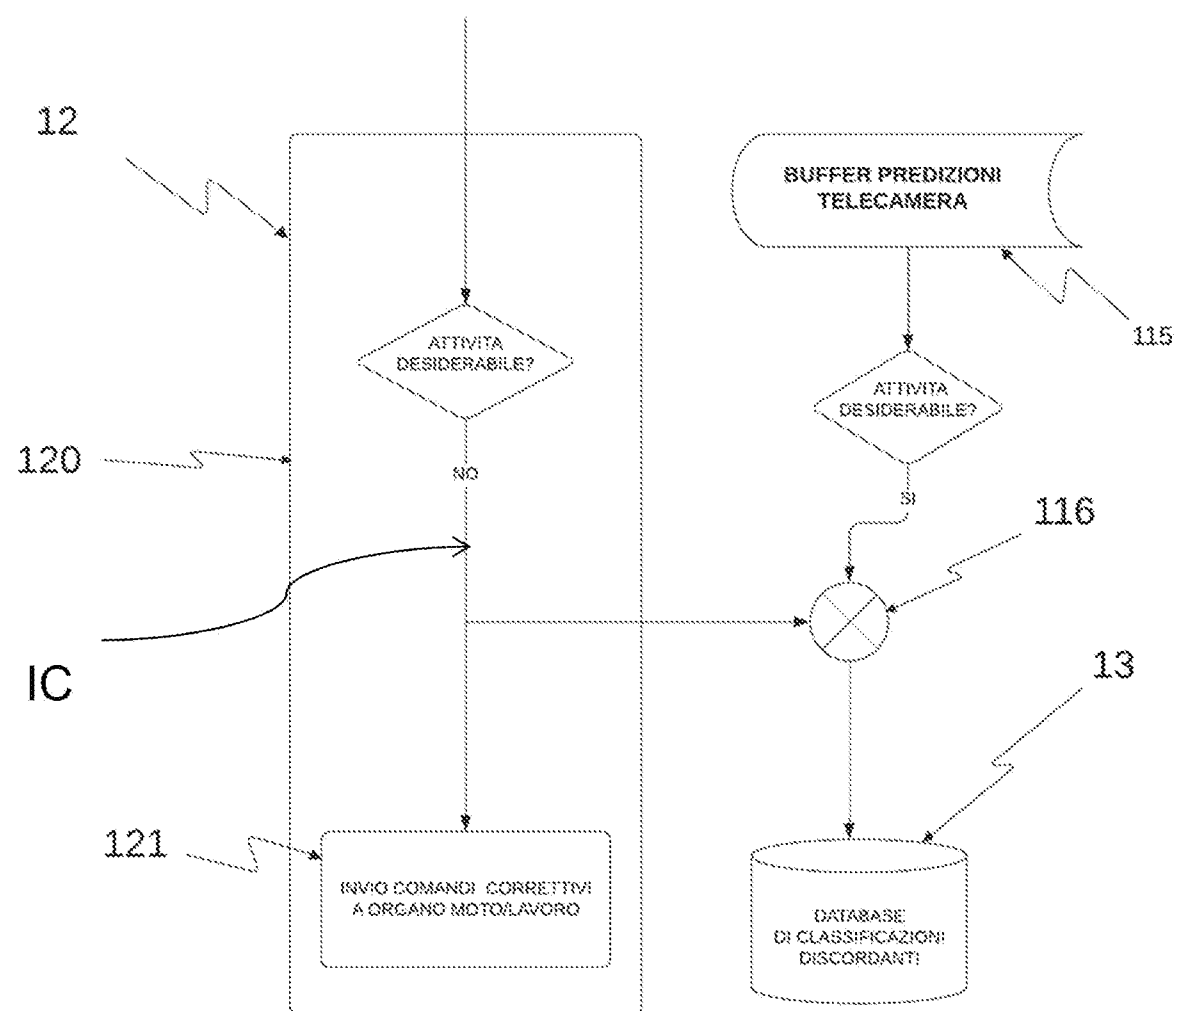 12
BUFFER PREDIZIONI
TELECAMERA
115
ATTIVITA
DESIDERABILE?
ATTIVITA
DESIDERABILE?
120
NO
SI
116
IC
13
121
INVIO COMANDI CORRETTIVI
A ORGANO MOTO/LAVORO
DATABASE
DI CLASSIFICAZIONI
DISCORDANTI